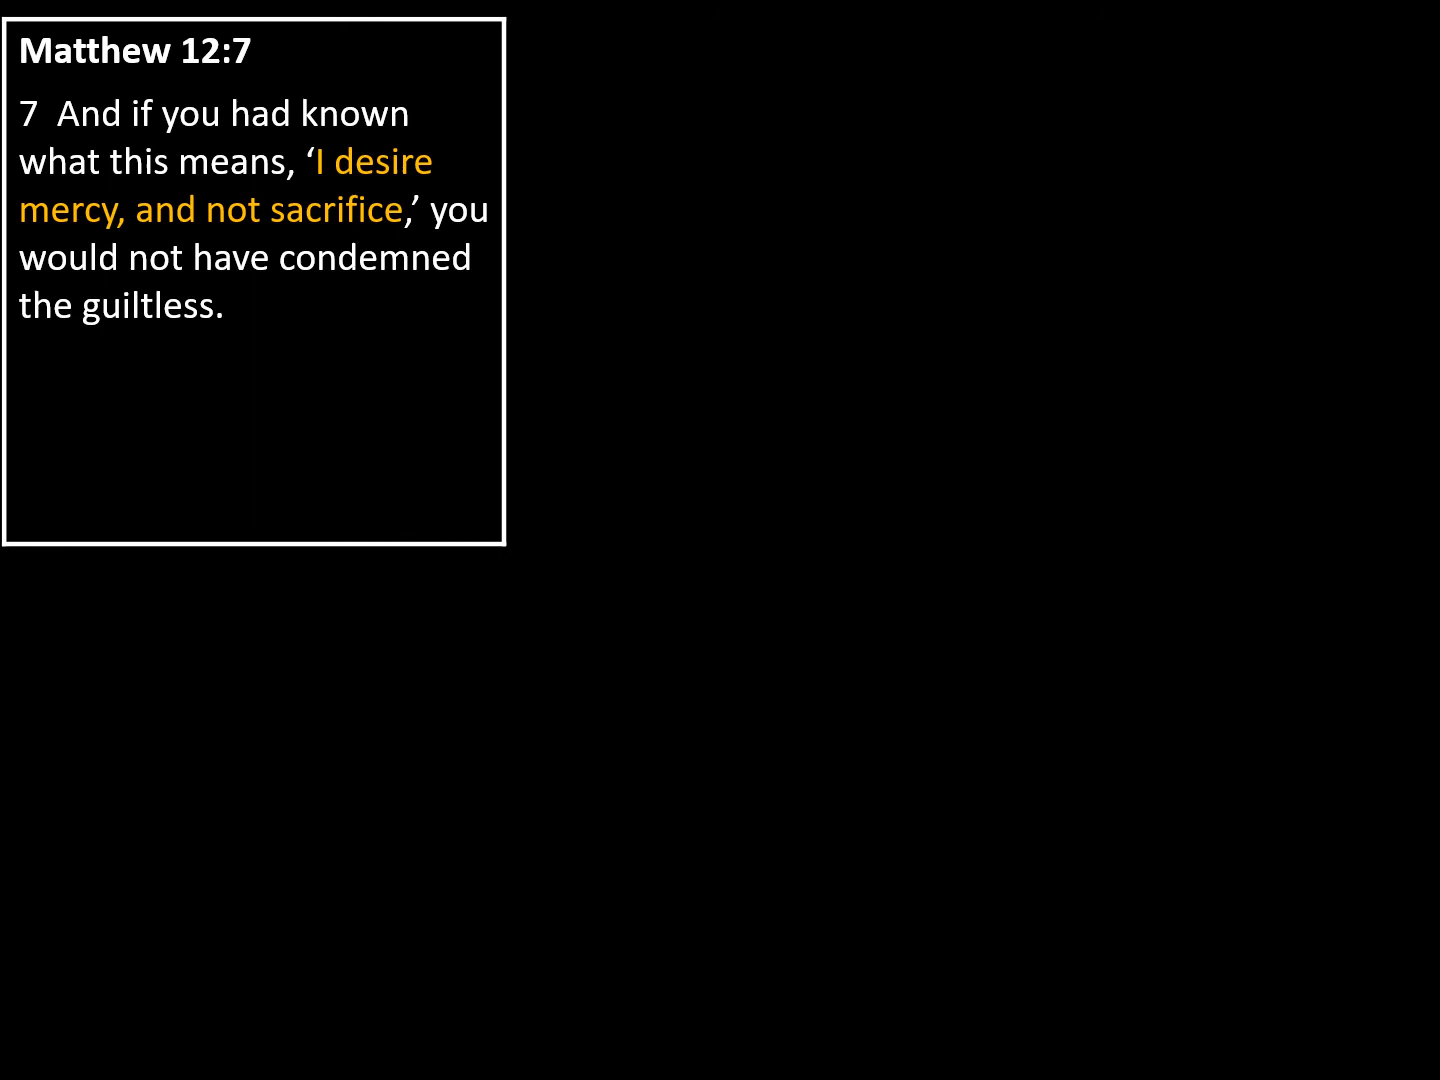 Matthew 12:7
7  And if you had known
what this means, ‘I desire
mercy, and not sacrifice,’ you
would not have condemned
the guiltless.